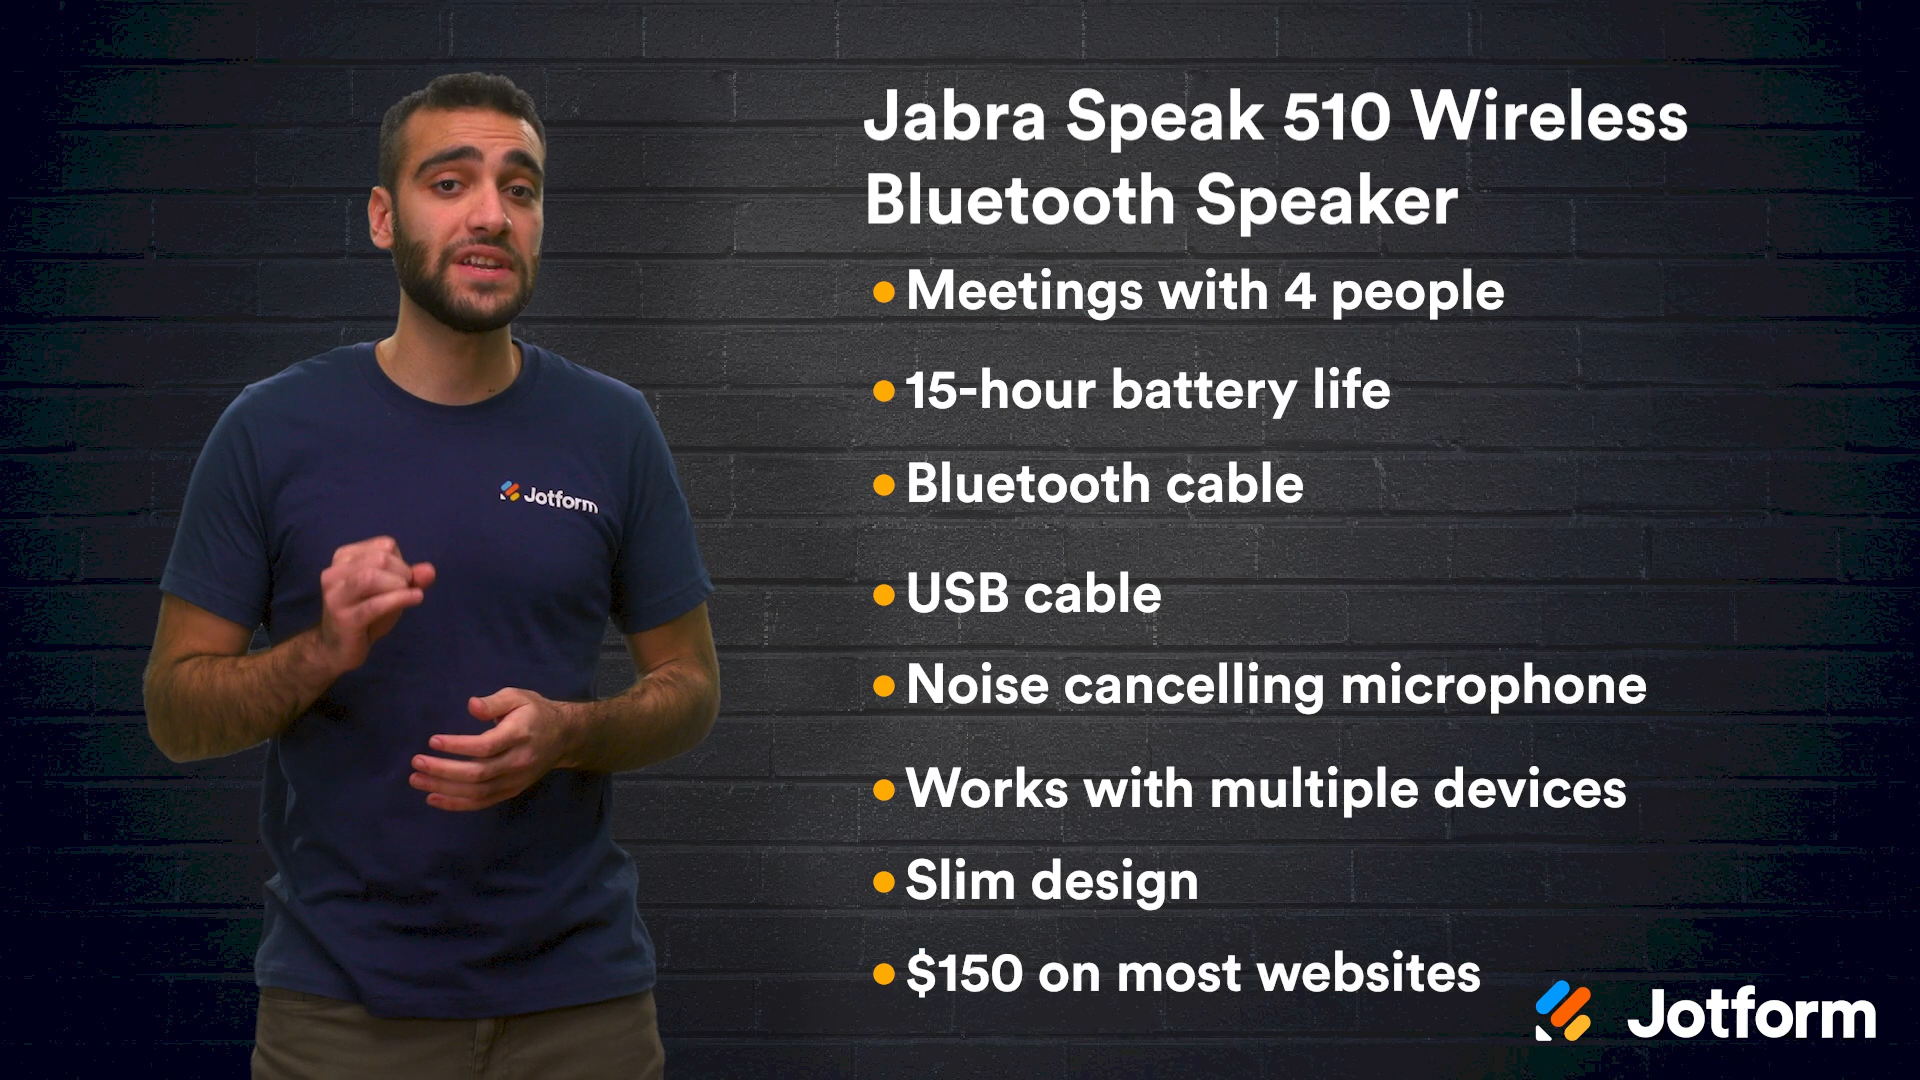 Jabra Speak 510 Wireless
Bluetooth Speaker
Meetings with 4 people
15-hour battery life
Bluetooth cable
USB cable
Noise cancelling microphone
Works with multiple devices
Slim design
$150 on most websites
Jotform
Jotform